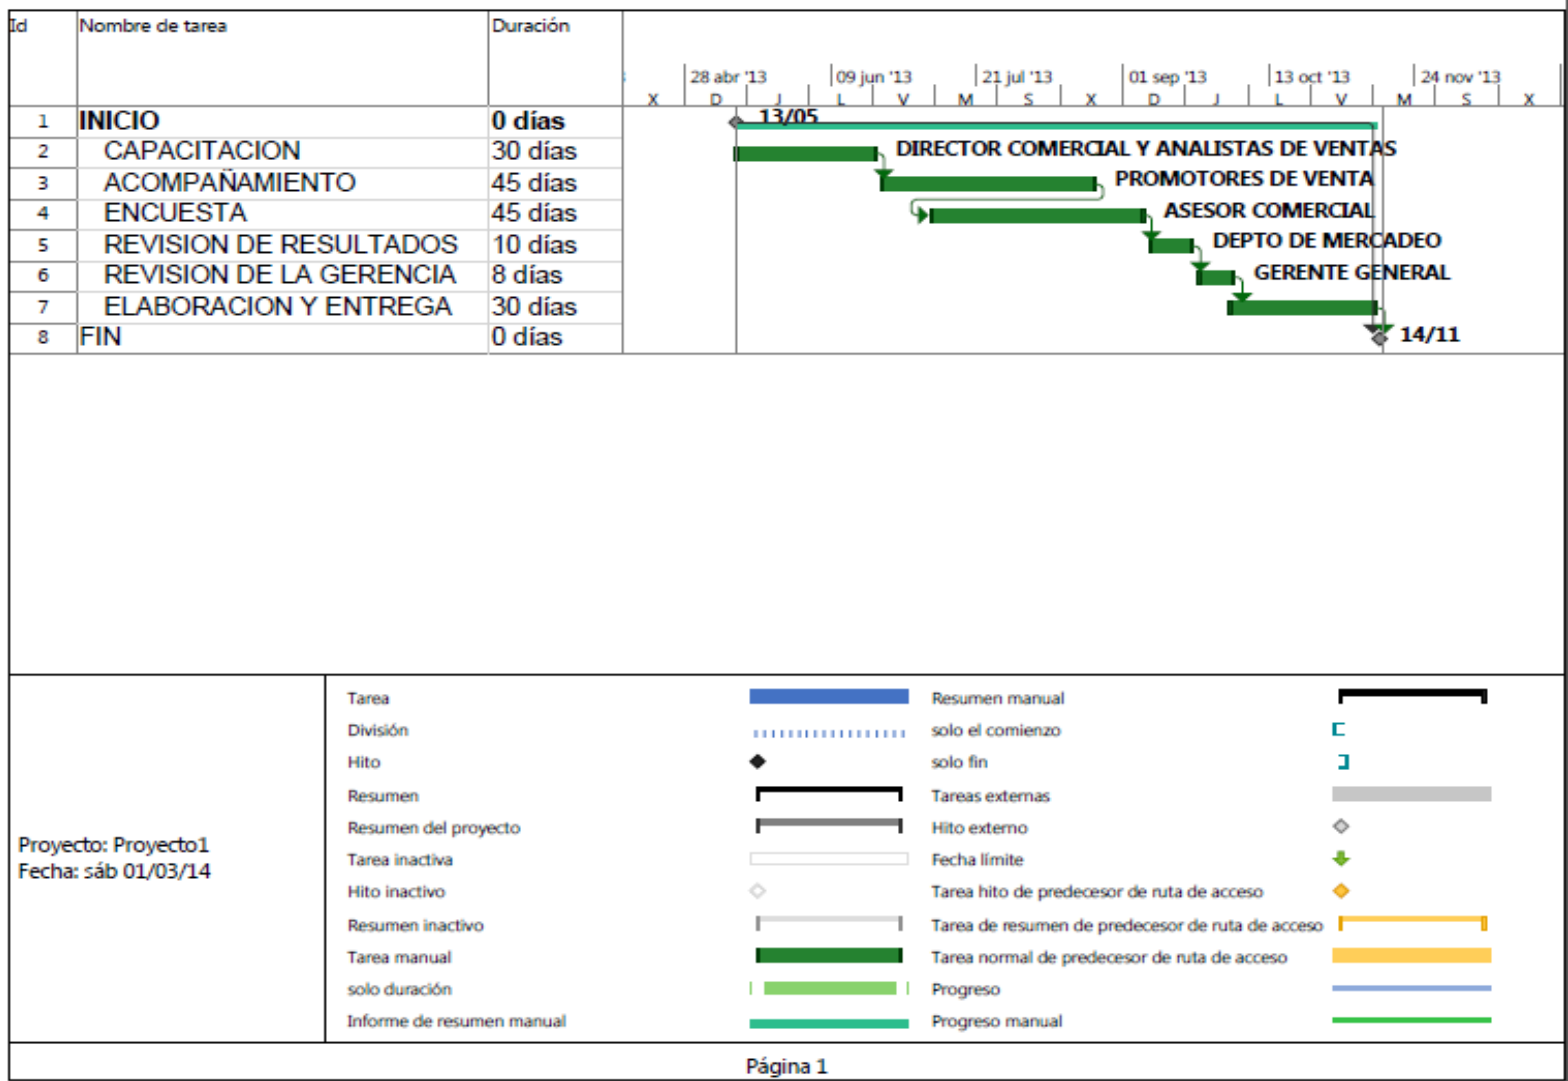 Id Nombre de tarea Duración
28 abr '13 09 jun '13 21 jul '13 01 sep '13 13 oct '13 24 nov '13
X D J L V M S X D J L V M S X
1 INICIO 0 días 13/05
2 CAPACITACION 30 días DIRECTOR COMERCIAL Y ANALISTAS DE VENTAS
3 ACOMPAÑAMIENTO 45 días PROMOTORES DE VENTA
4 ENCUESTA 45 días ASESOR COMERCIAL
5 REVISION DE RESULTADOS 10 días DEPTO DE MERCADEO
6 REVISION DE LA GERENCIA 8 días GERENTE GENERAL
7 ELABORACION Y ENTREGA 30 días
8 FIN 0 días 14/11
Proyecto: Proyecto1
Fecha: sáb 01/03/14
Tarea
División
Hito
Resumen
Resumen del proyecto
Tarea inactiva
Hito inactivo
Resumen inactivo
Tarea manual
solo duración
Informe de resumen manual
Resumen manual
solo el comienzo
solo fin
Tareas externas
Hito externo
Fecha límite
Tarea hito de predecesor de ruta de acceso
Tarea de resumen de predecesor de ruta de acceso
Tarea normal de predecesor de ruta de acceso
Progreso
Progreso manual
Página 1